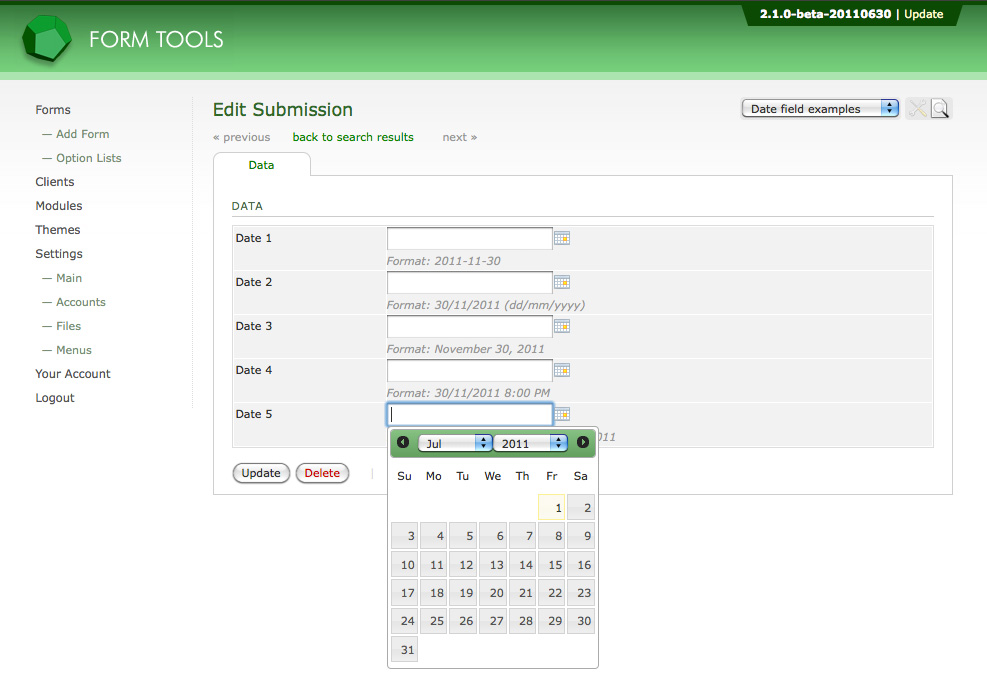 2.1.0-beta-20110630 | Update
FORM TOOLS
Forms
— Add Form
— Option Lists
Clients
Modules
Themes
Settings
— Main
— Accounts
— Files
— Menus
Your Account
Logout
Edit Submission
Date field examples
« previous back to search results next »
Data
DATA
Date 1
Format: 2011-11-30
Date 2
Format: 30/11/2011 (dd/mm/yyyy)
Date 3
Format: November 30, 2011
Date 4
Format: 30/11/2011 8:00 PM
Date 5
Update Delete |
Jul 2011
Su Mo Tu We Th Fr Sa
1 2
3 4 5 6 7 8 9
10 11 12 13 14 15 16
17 18 19 20 21 22 23
24 25 26 27 28 29 30
31